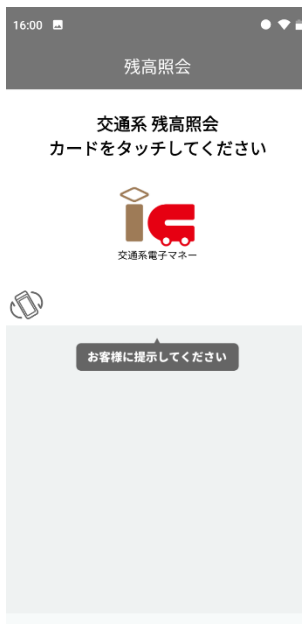 16:00
残高照会
交通系 残高照会
カードをタッチしてください
交通系電子マネー
お客様に提示してください